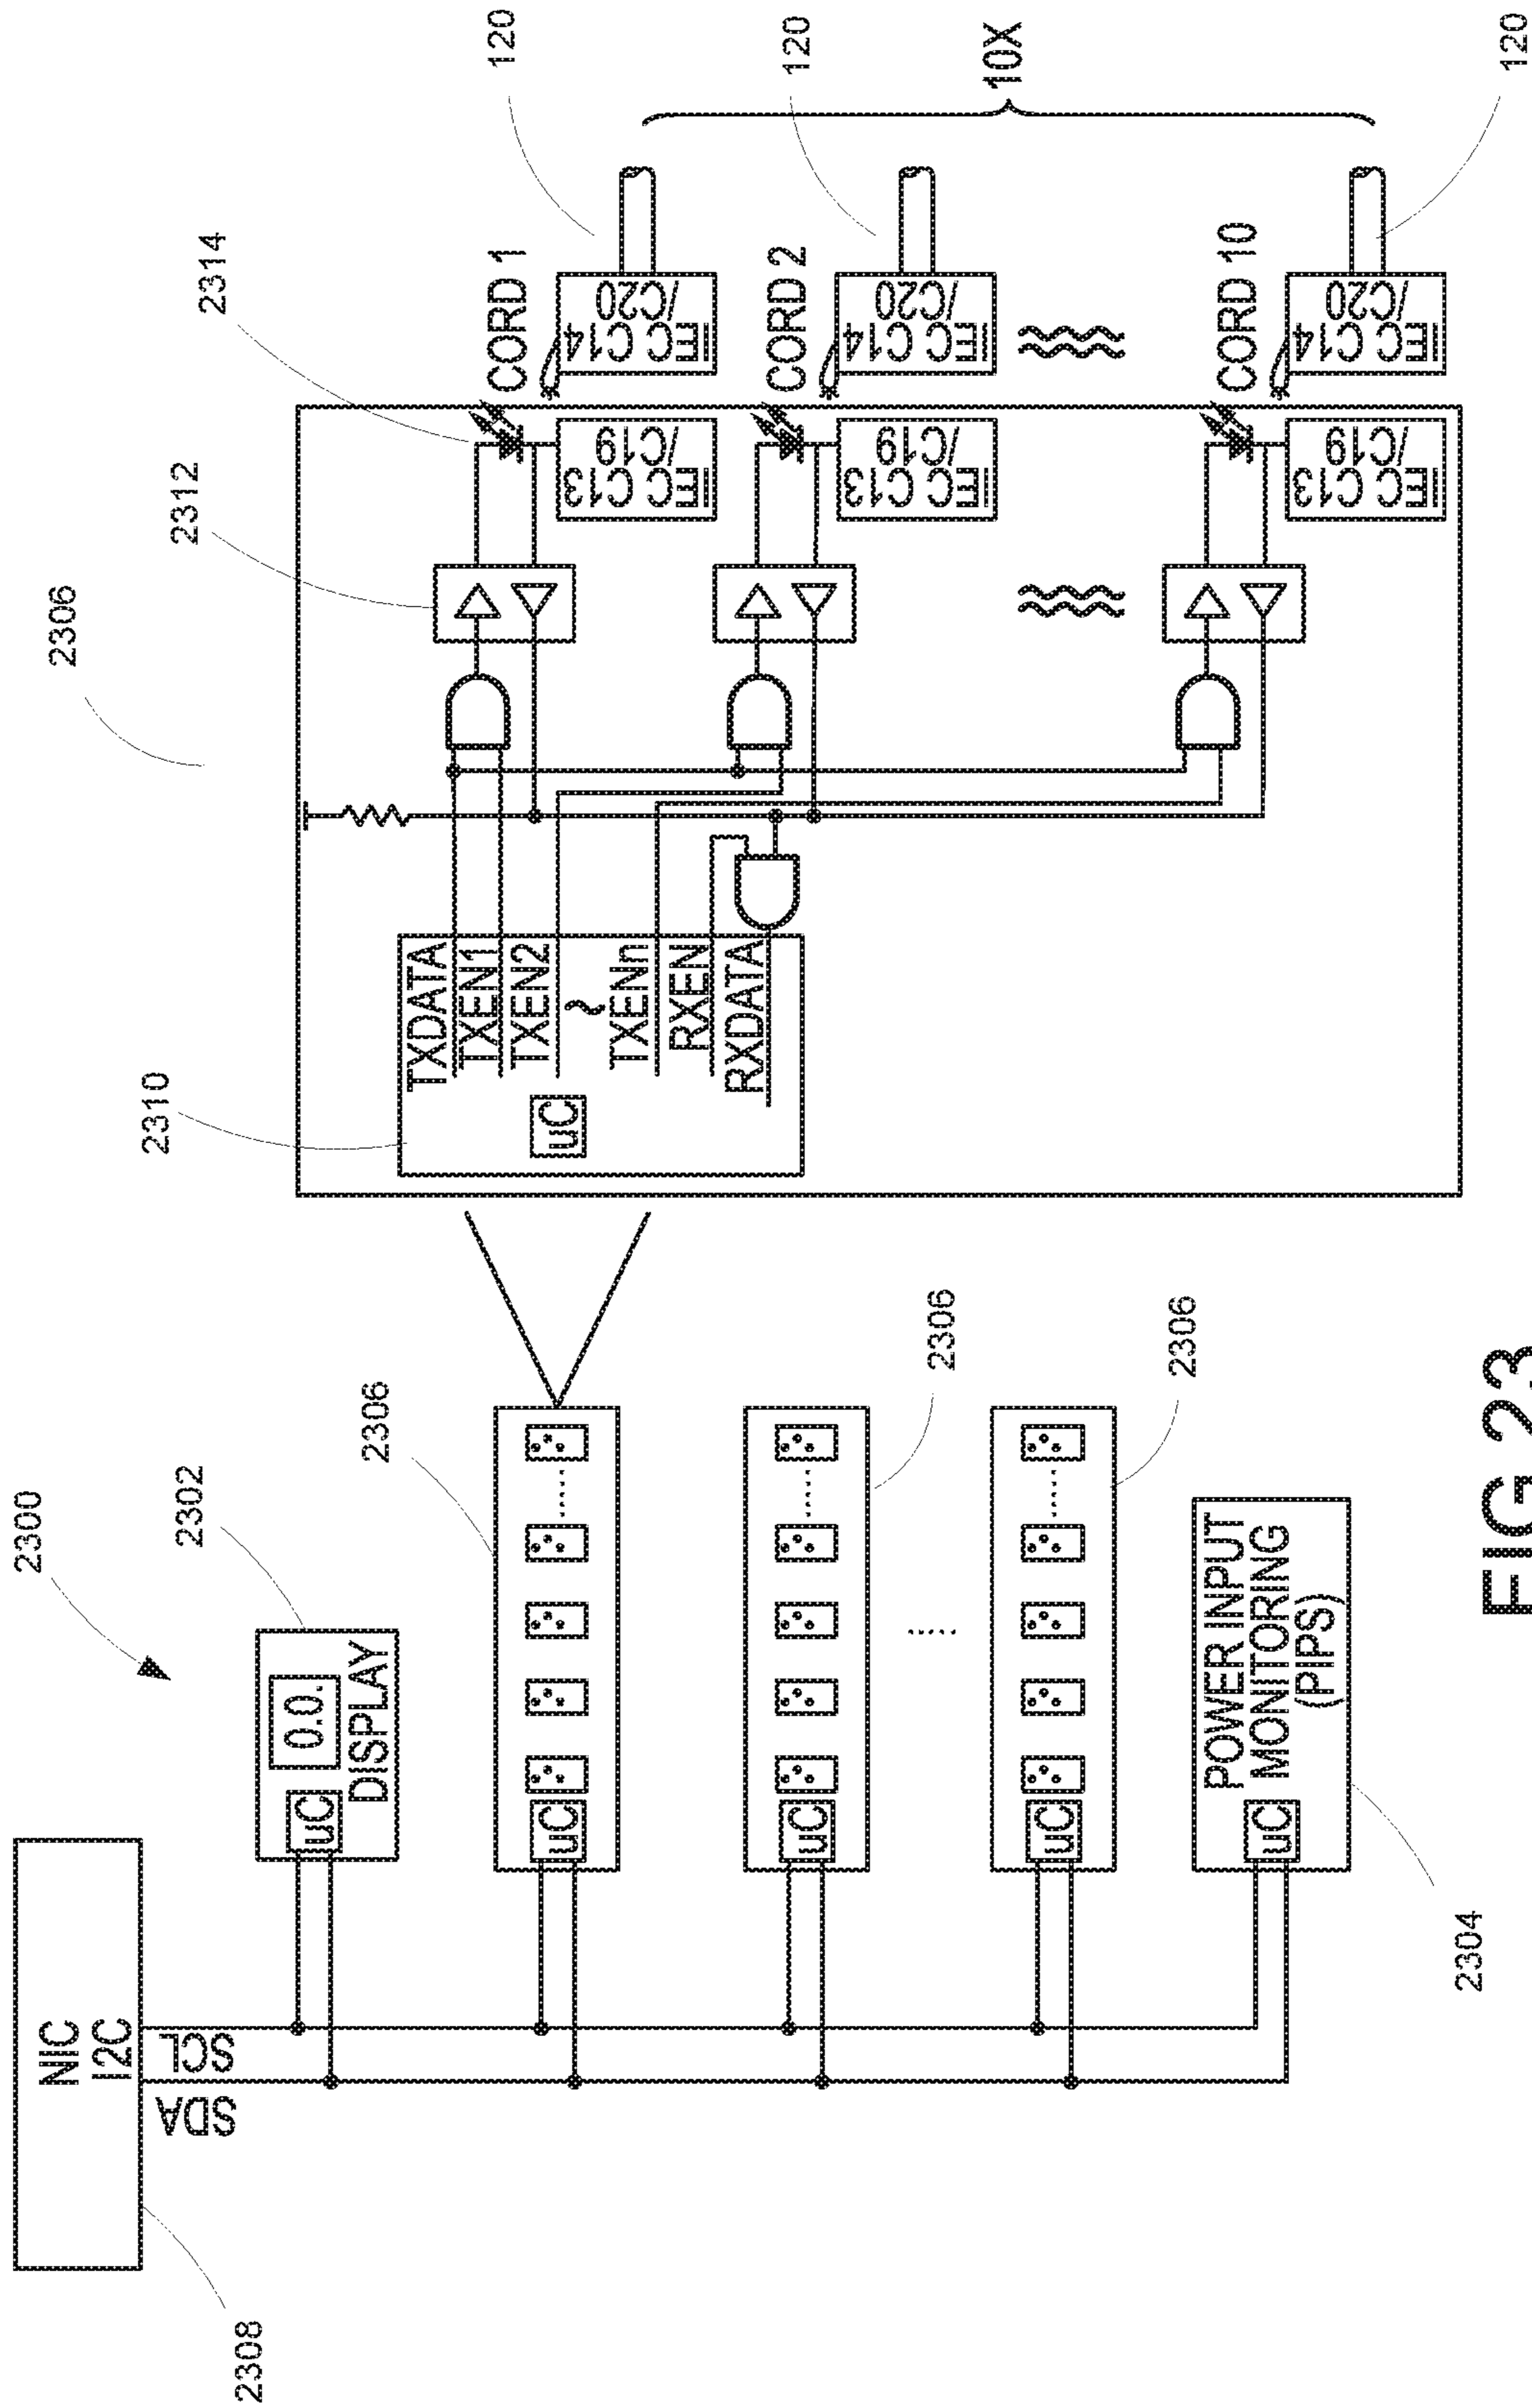 2300
2308
NIC
I2C
SDA
SCL
2302
uC
0.0.
DISPLAY
2306
uC
uC
2306
uC
2306
2304
uC
POWER INPUT
MONITORING
(PIPS)
2306
2310
uC
TXDATA
TXEN1
TXEN2
~
TXENn
RXEN
RXDATA
2312
2314
IEC C13
/C19
IEC C13
/C19
IEC C13
/C19
CORD 1
IEC C14
/C20
120
CORD 2
IEC C14
/C20
120
CORD 10
IEC C14
/C20
120
10X
FIG 23